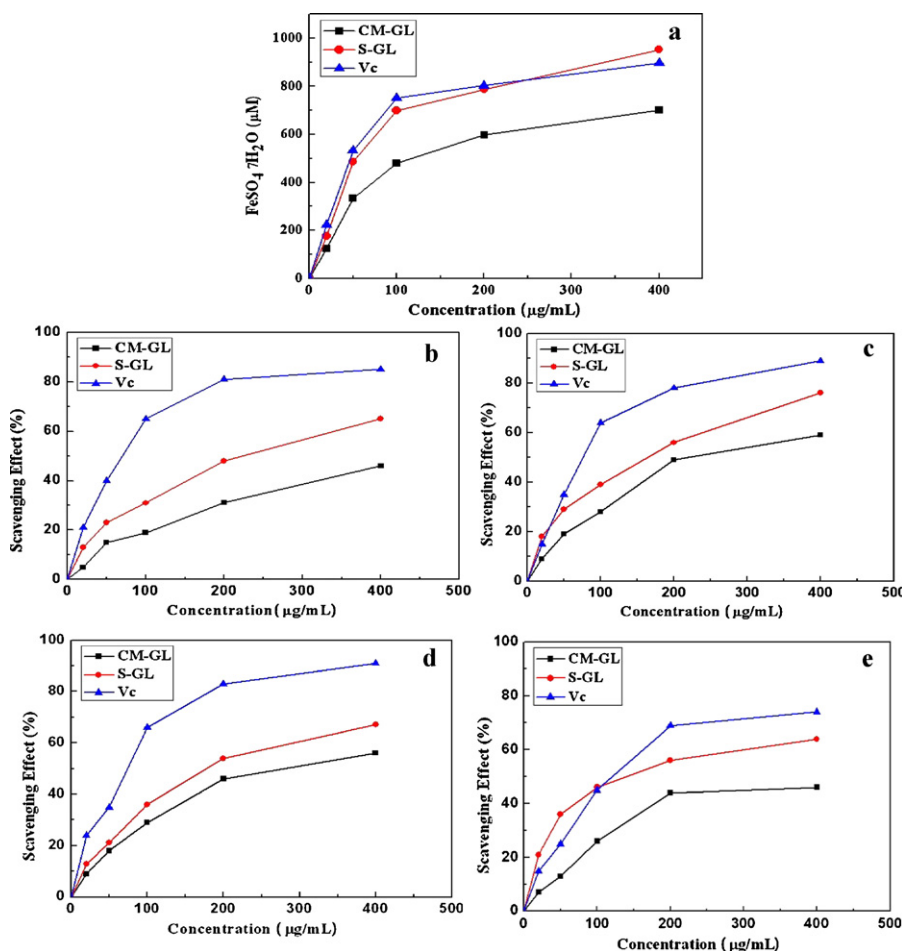 a
CM-GL
S-GL
Vc
1000
800
600
400
200
0
FeSO4 7H2O (µM)
0 100 200 300 400
Concentration (µg/mL)
b
CM-GL
S-GL
Vc
100
80
60
40
20
0
Scavenging Effect (%)
0 100 200 300 400 500
Concentration (µg/mL)
c
CM-GL
S-GL
Vc
100
80
60
40
20
0
Scavenging Effect (%)
0 100 200 300 400 500
Concentration (µg/mL)
d
CM-GL
S-GL
Vc
100
80
60
40
20
0
Scavenging Effect (%)
0 100 200 300 400 500
Concentration (µg/mL)
e
CM-GL
S-GL
Vc
100
80
60
40
20
0
Scavenging Effect (%)
0 100 200 300 400 500
Concentration (µg/mL)